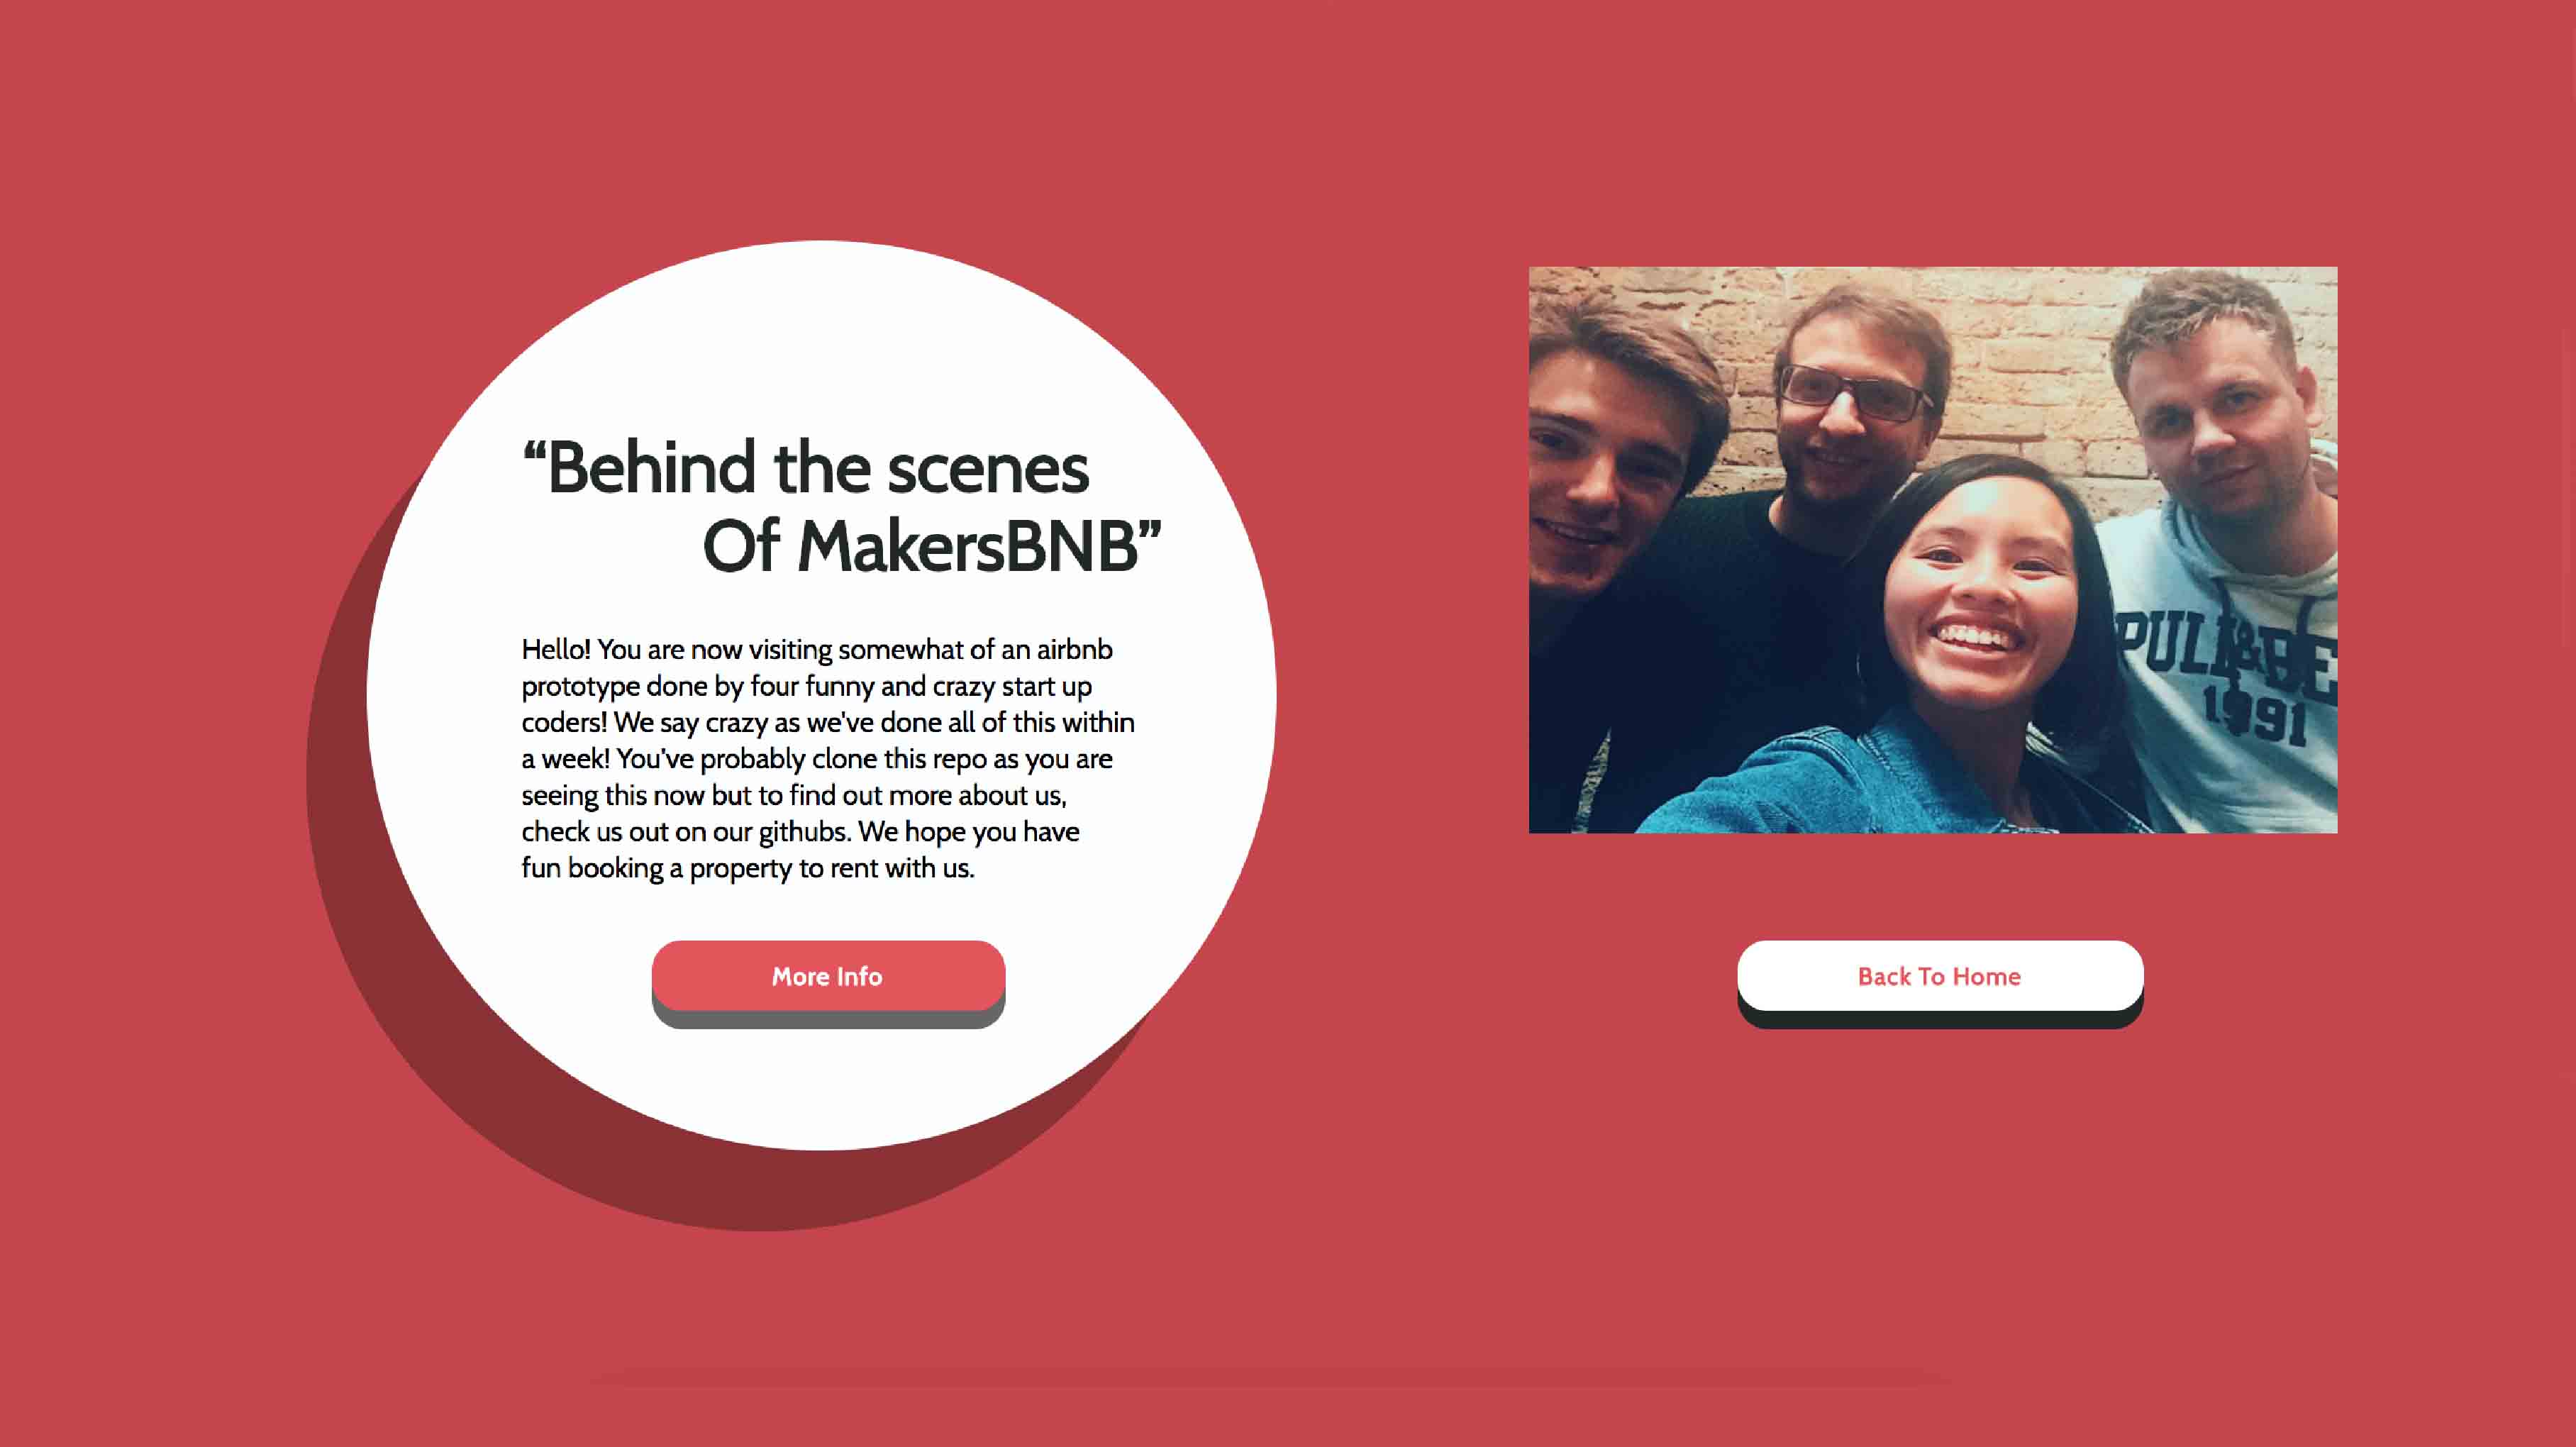 “Behind the scenes
Of MakersBNB”
Hello! You are now visiting somewhat of an airbnb
prototype done by four funny and crazy start up
coders! We say crazy as we've done all of this within
a week! You've probably clone this repo as you are
seeing this now but to find out more about us,
check us out on our githubs. We hope you have
fun booking a property to rent with us.
More Info
PULL&BE
1991
Back To Home